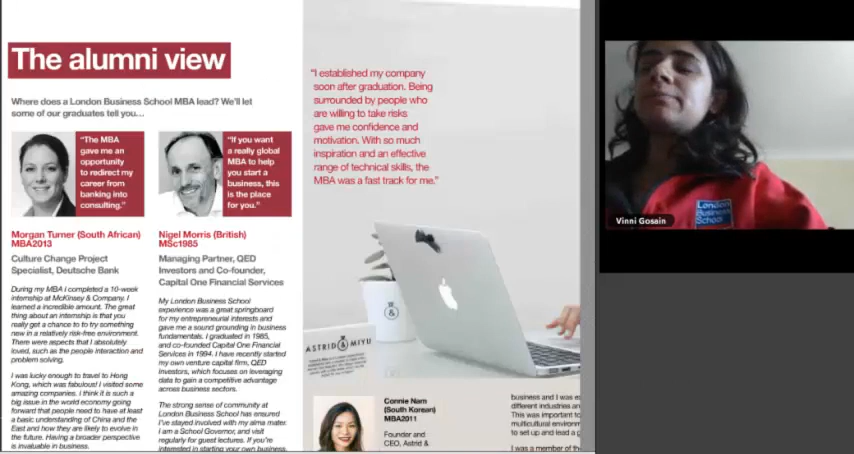 The alumni view
Where does a London Business School MBA lead? We'll let
some of our graduates tell you…
"The MBA
gave me an
opportunity
to redirect my
career from
banking into
consulting."
Morgan Turner (South African)
MBA2013
Culture Change Project
Specialist, Deutsche Bank
During my MBA I completed a 10-week
internship at McKinsey & Company. I
learned a incredible amount. The great
thing about an internship is that you
really get a chance to to try something
new in a relatively risk-free environment.
There were aspects that I absolutely
loved, such as the people interaction and
problem solving.
I was lucky enough to travel to Hong
Kong, which was fabulous! I visited some
amazing companies. I think it is such a
big issue in the world economy going
forward that people need to have at least
a basic understanding of China and the
East and how they are likely to evolve in
the future. Having a broader perspective
is invaluable in business.
"If you want
a really global
MBA to help
you start a
business, this
is the place
for you."
Nigel Morris (British)
MSc1985
Managing Partner, QED
Investors and Co-founder,
Capital One Financial Services
My London Business School
experience was a great springboard
for my entrepreneurial interests and
gave me a sound grounding in business
fundamentals. I graduated in 1985,
and co-founded Capital One Financial
Services in 1994. I have recently started
my own venture capital firm, QED
Investors, which focuses on leveraging
data to gain a competitive advantage
across business sectors.
The strong sense of community at
London Business School has ensured
I've stayed involved with my alma mater.
I am a School Governor, and visit
regularly for guest lectures. If you're
interested in starting your own business,
"I established my company
soon after graduation. Being
surrounded by people who
are willing to take risks
gave me confidence and
motivation. With so much
inspiration and an effective
range of technical skills, the
MBA was a fast track for me."
ASTRID & MIYU
Connie Nam
(South Korean)
MBA2011
Founder and
CEO, Astrid &
business and I was
different industries
This was important
multicultural
to set up and lead a
I was a member of
London
Business
School
Vinni Gosain